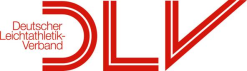 Deutscher
Leichtathletik-
Verband
DLV